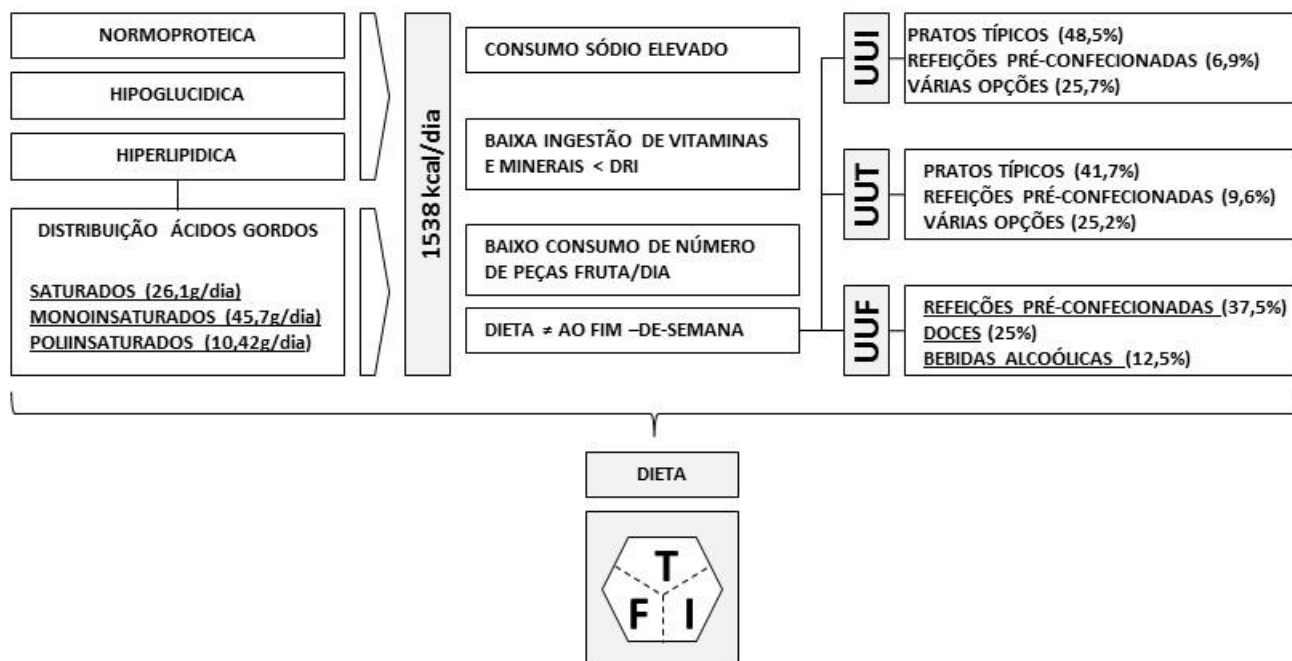 NORMOPROTEICA
HIPOGLUCIDICA
HIPERLIPIDICA
DISTRIBUIÇÃO ÁCIDOS GORDOS
SATURADOS (26,1g/dia)
MONOINSATURADOS (45,7g/dia)
POLIINSATURADOS (10,42g/dia)
1538 kcal/dia
CONSUMO SÓDIO ELEVADO
BAIXA INGESTÃO DE VITAMINAS
E MINERAIS < DRI
BAIXO CONSUMO DE NÚMERO
DE PEÇAS FRUTA/DIA
DIETA ≠ AO FIM –DE-SEMANA
UUI
PRATOS TÍPICOS (48,5%)
REFEIÇÕES PRÉ-CONFECIONADAS (6,9%)
VÁRIAS OPÇÕES (25,7%)
UUT
PRATOS TÍPICOS (41,7%)
REFEIÇÕES PRÉ-CONFECIONADAS (9,6%)
VÁRIAS OPÇÕES (25,2%)
UUF
REFEIÇÕES PRÉ-CONFECIONADAS (37,5%)
DOCES (25%)
BEBIDAS ALCOÓLICAS (12,5%)
DIETA
T
F I